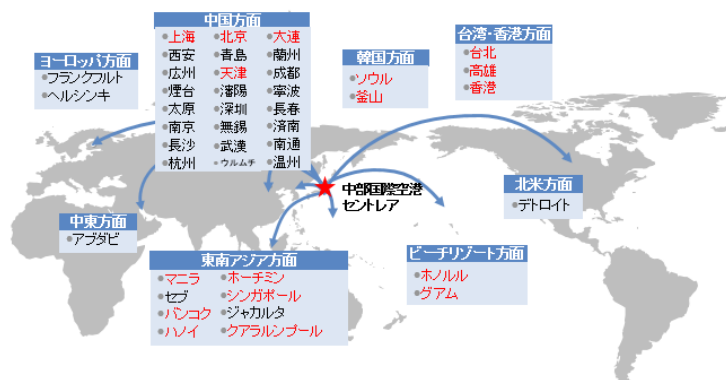 中国方面
上海 北京 大連
西安 青島 蘭州
広州 天津 成都
煙台 瀋陽 寧波
太原 深圳 長春
南京 無錫 済南
長沙 武漢 南通
杭州 ウルムチ 温州
ヨーロッパ方面
フランクフルト
ヘルシンキ
韓国方面
ソウル
釜山
台湾・香港方面
台北
高雄
香港
中部国際空港
セントレア
北米方面
デトロイト
中東方面
アブダビ
東南アジア方面
マニラ ホーチミン
セブ シンガポール
バンコク ジャカルタ
ハノイ クアラルンプール
ビーチリゾート方面
ホノルル
グアム